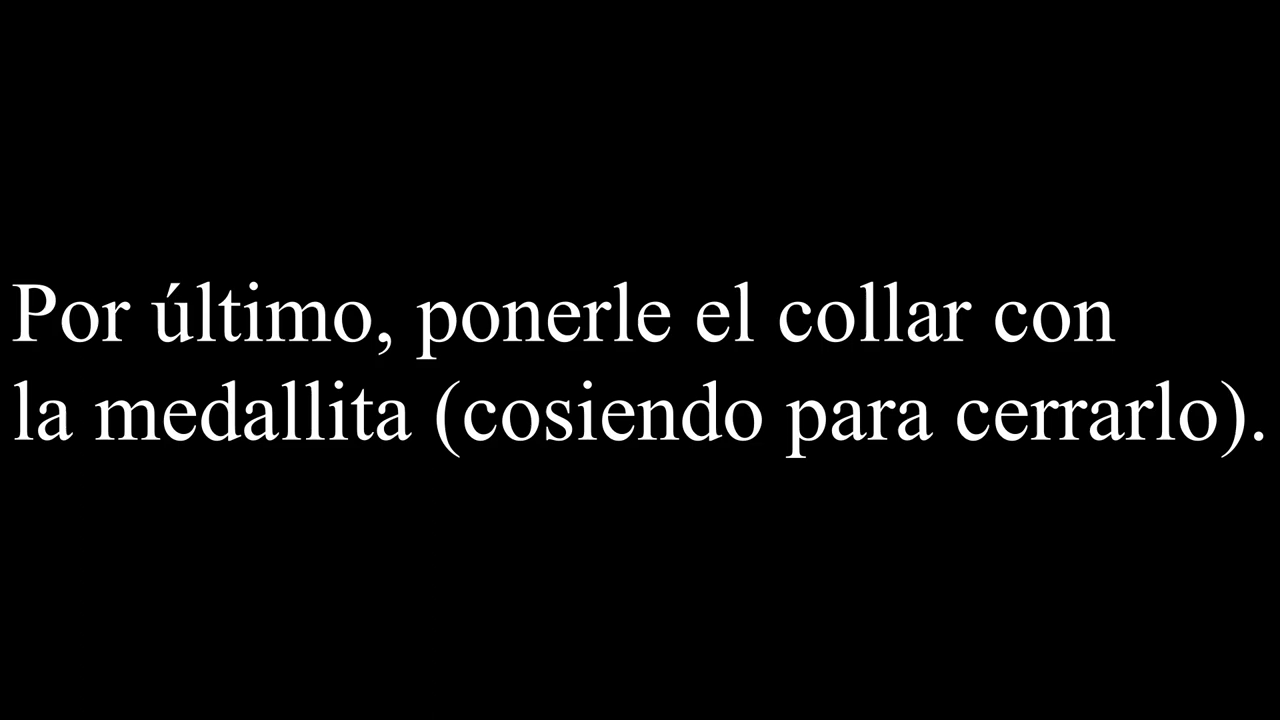 Por último, ponerle el collar con
la medallita (cosiendo para cerrarlo).